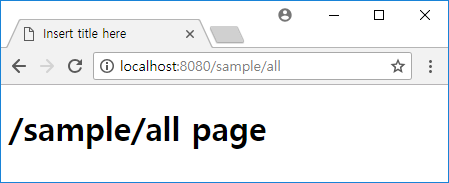 Insert title here
localhost:8080/sample/all
/sample/all page